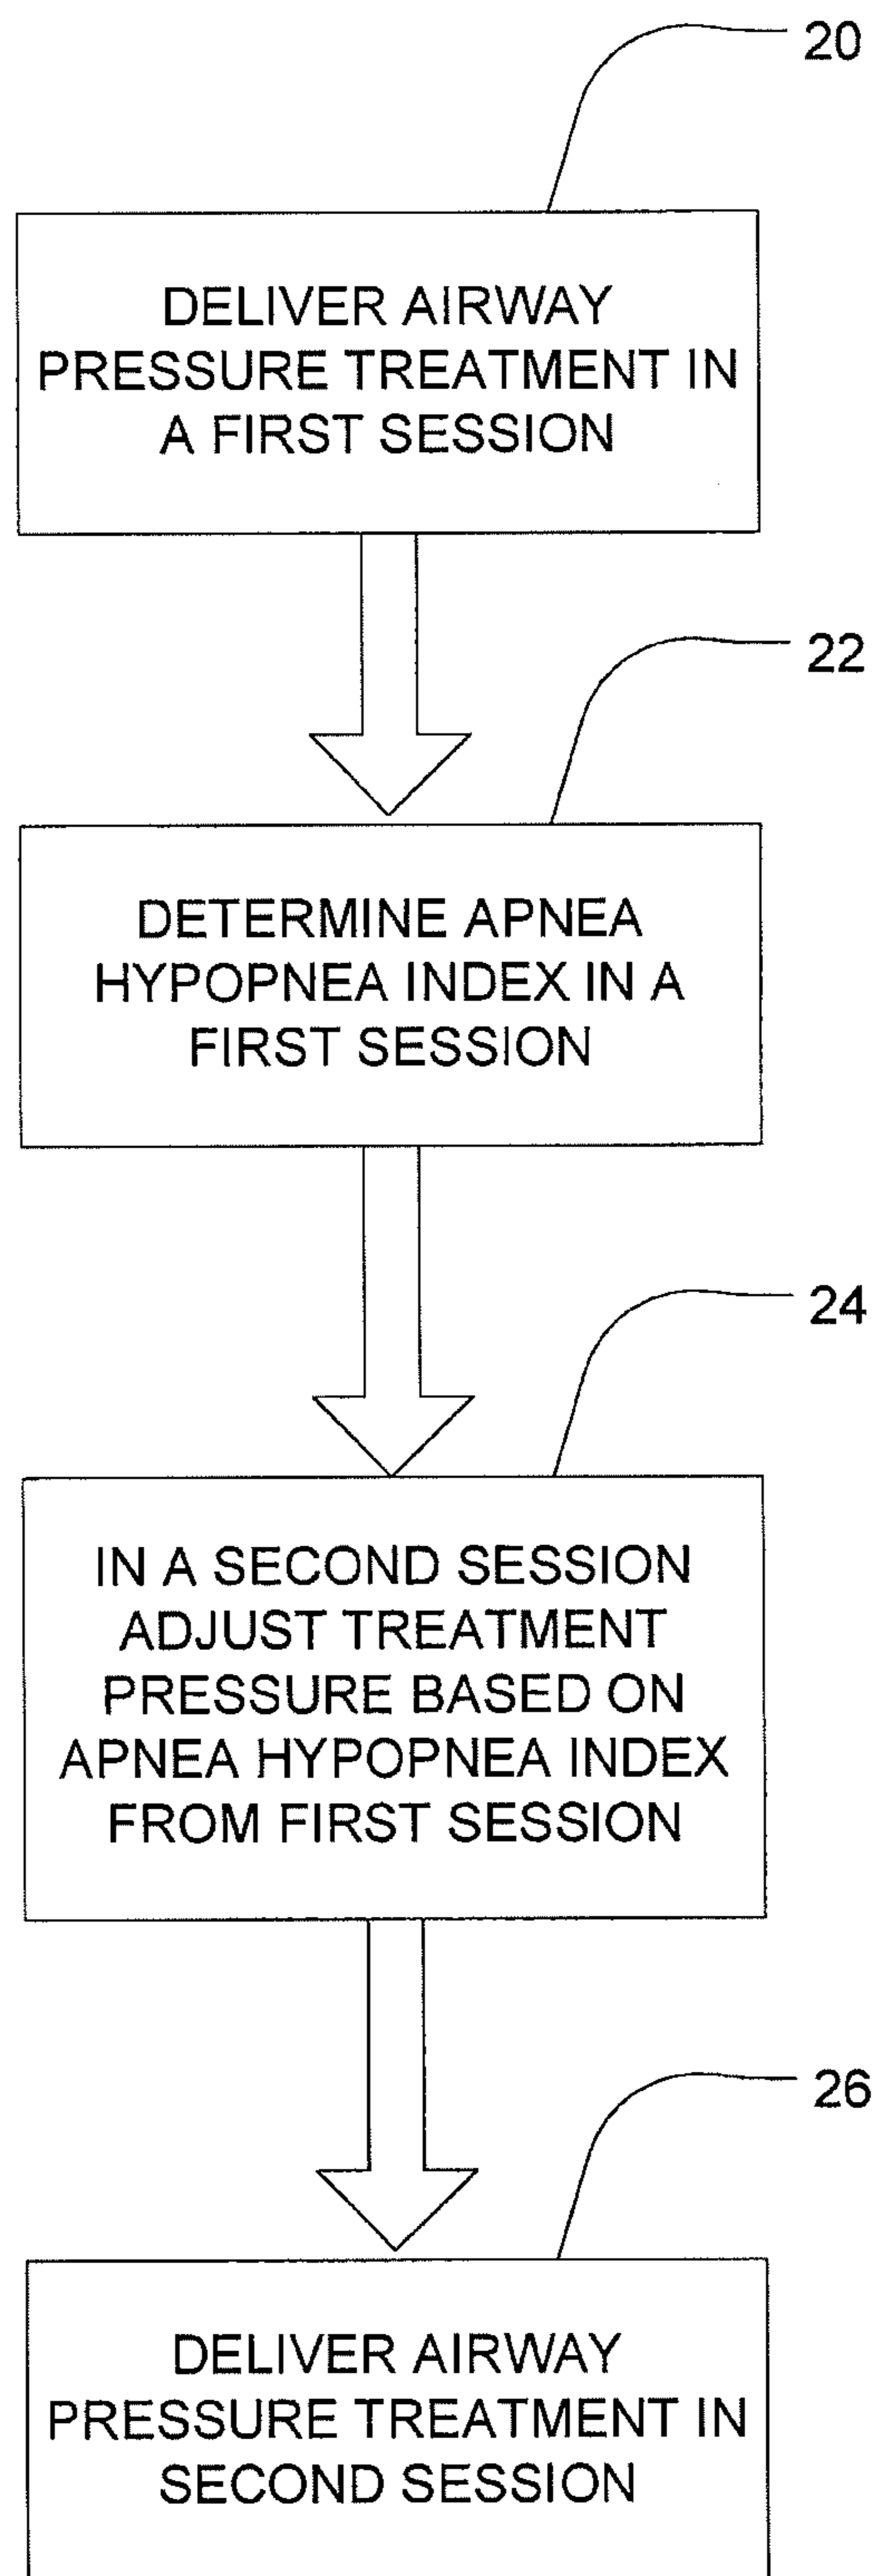 20
DELIVER AIRWAY
PRESSURE TREATMENT IN
A FIRST SESSION
22
DETERMINE APNEA
HYPOPNEA INDEX IN A
FIRST SESSION
24
IN A SECOND SESSION
ADJUST TREATMENT
PRESSURE BASED ON
APNEA HYPOPNEA INDEX
FROM FIRST SESSION
26
DELIVER AIRWAY
PRESSURE TREATMENT IN
SECOND SESSION